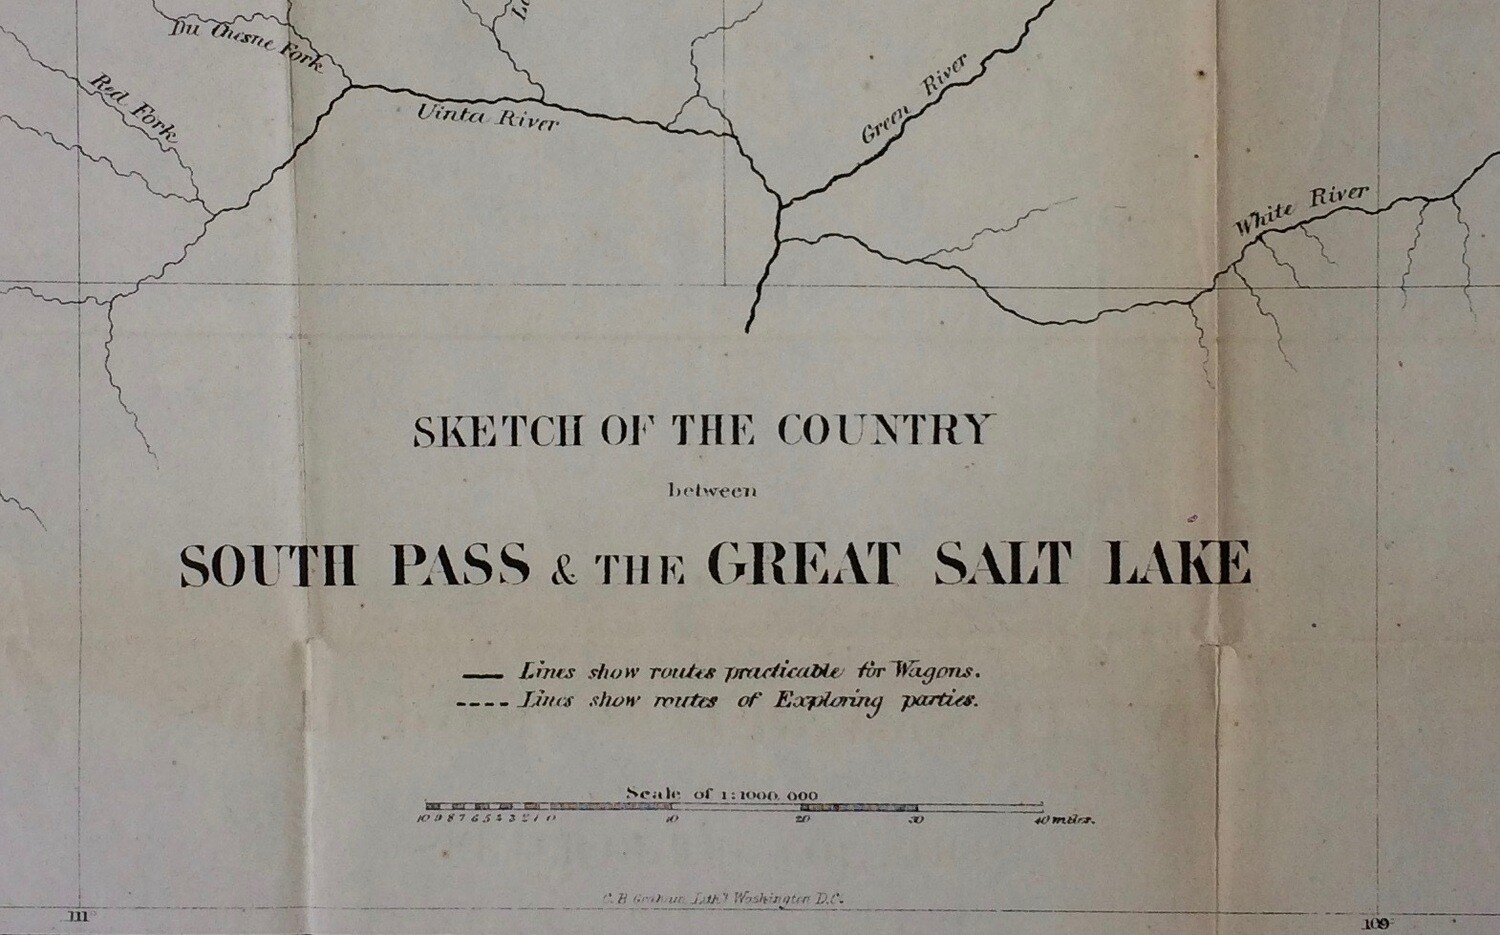 Du Chesne Fork
Red Fork
Uinta River
Green River
White River
SKETCH OF THE COUNTRY
between
SOUTH PASS & THE GREAT SALT LAKE
Lines show routes practicable for Wagons.
Lines show routes of Exploring parties.
Scale of 1:1000,000
10 9 8 7 6 5 4 3 2 1 0 10 20 30 40 miles.
C. B. Graham, Lith.r Washington D.C.
111 109